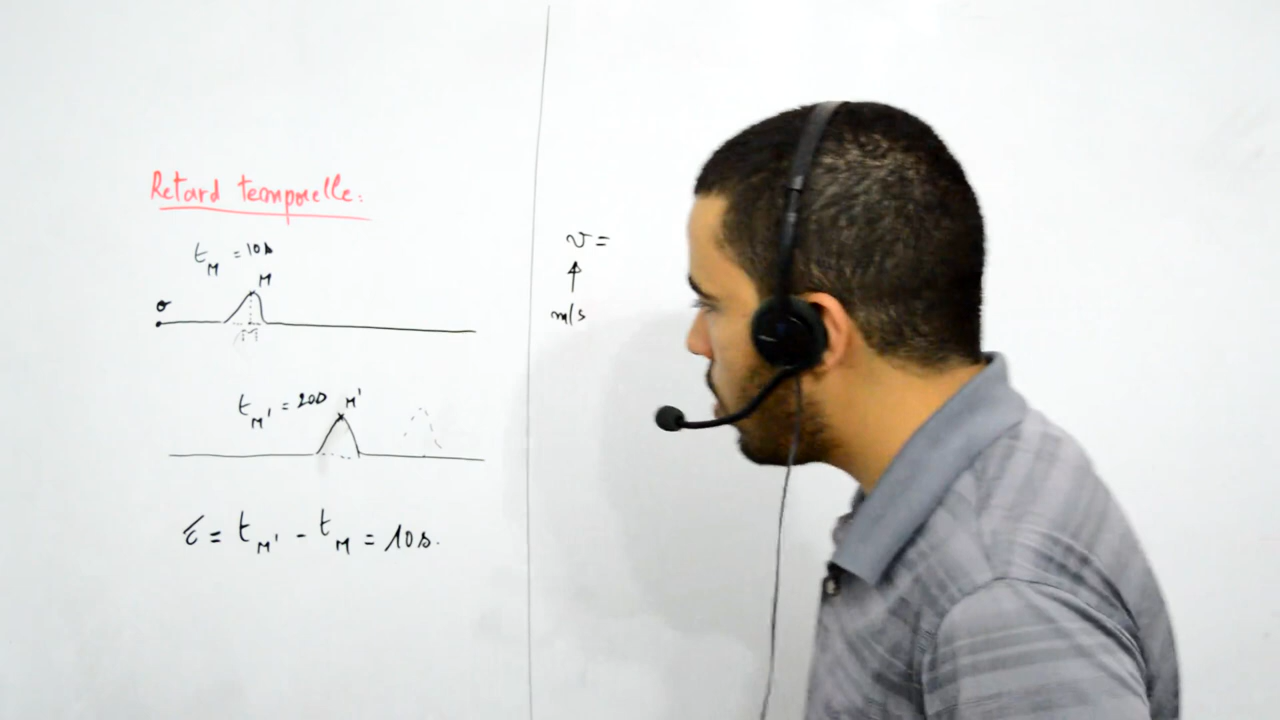 Retard temporelle:
t_M = 10s
M
o
M
t_M' = 20s
M'
τ = t_M' - t_M = 10s.
v =
m/s